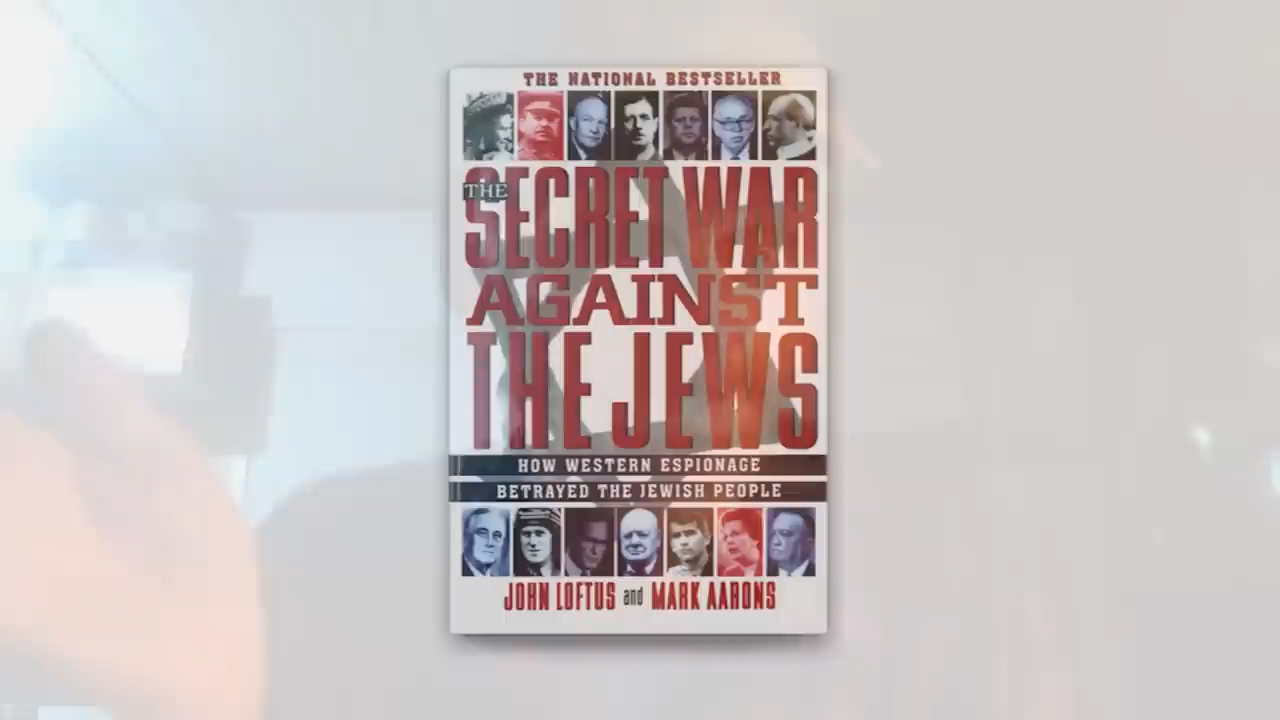 THE NATIONAL BESTSELLER
THE
SECRET WAR
AGAINST
THE JEWS
HOW WESTERN ESPIONAGE
BETRAYED THE JEWISH PEOPLE
JOHN LOFTUS and MARK AARONS